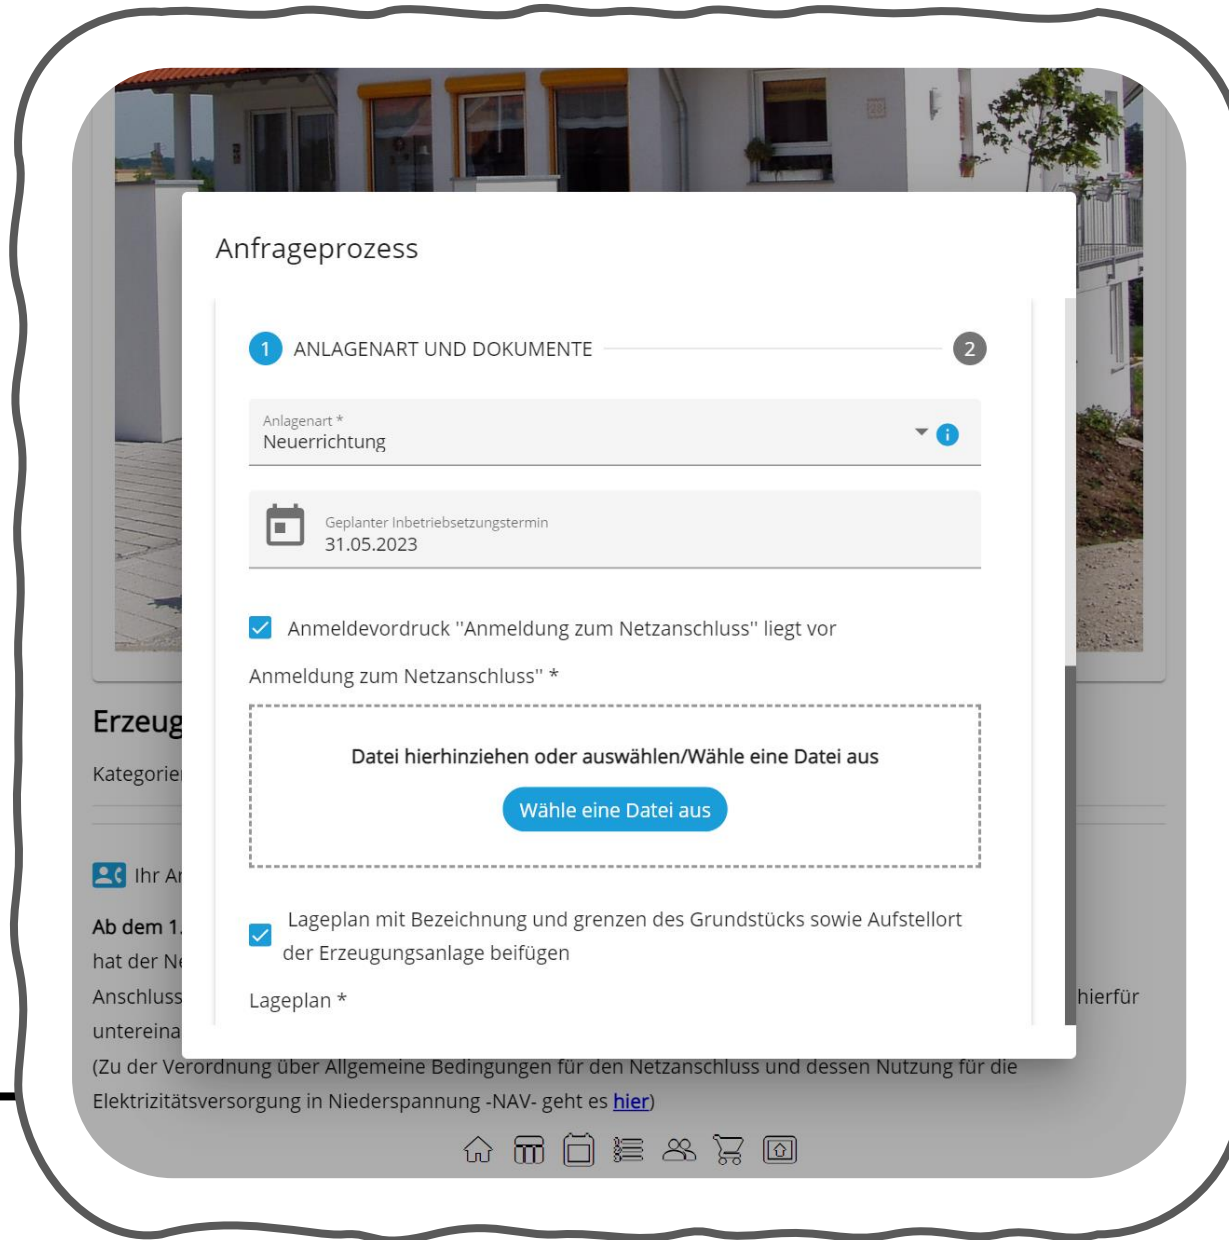 Anfrageprozess
1 ANLAGENART UND DOKUMENTE 2
Anlagenart *
Neuerrichtung
Geplanter Inbetriebsetzungstermin
31.05.2023
Anmeldevordruck "Anmeldung zum Netzanschluss" liegt vor
Anmeldung zum Netzanschluss" *
Datei hierhinziehen oder auswählen/Wähle eine Datei aus
Wähle eine Datei aus
Lageplan mit Bezeichnung und grenzen des Grundstücks sowie Aufstellort
der Erzeugungsanlage beifügen
Lageplan *
Erzeug
Kategorie
Ihr A
Ab dem 1.
hat der Ne
Anschluss hierfür
untereina
(Zu der Verordnung über Allgemeine Bedingungen für den Netzanschluss und dessen Nutzung für die
Elektrizitätsversorgung in Niederspannung -NAV- geht es hier)